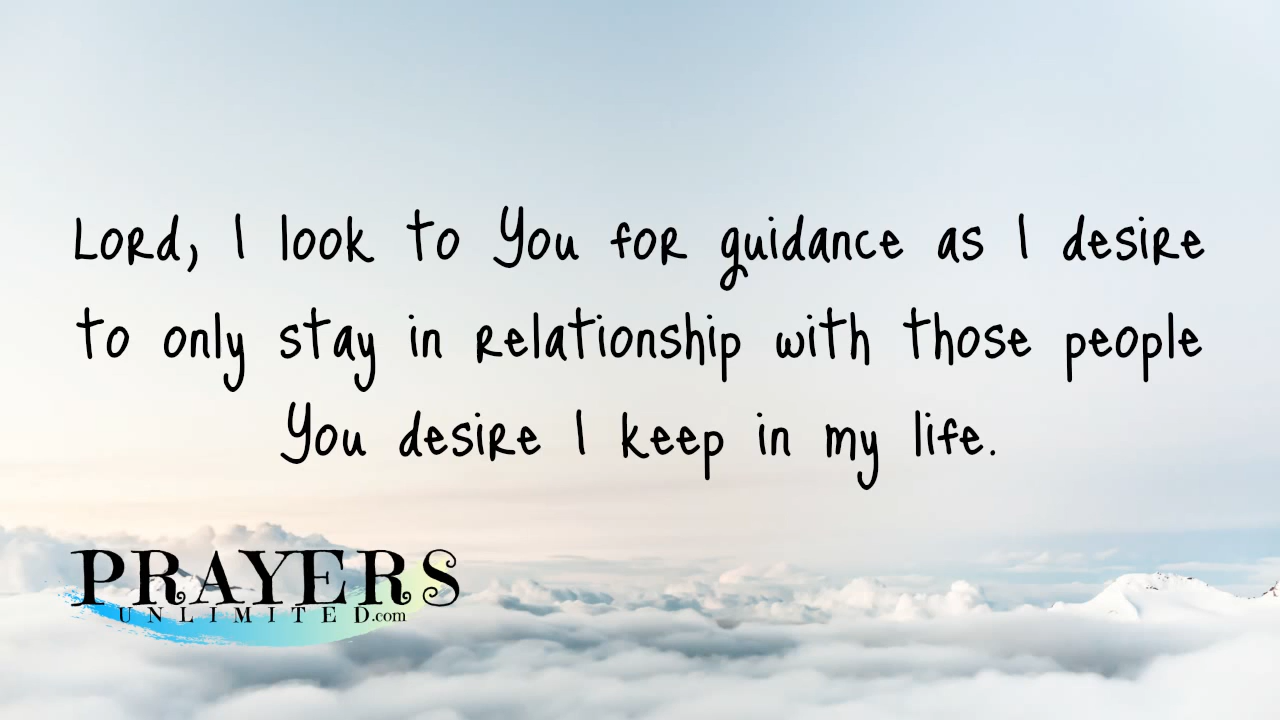 Lord, I look to You for guidance as I desire
to only stay in relationship with those people
You desire I keep in my life.
PRAYERS
UNLIMITED.com